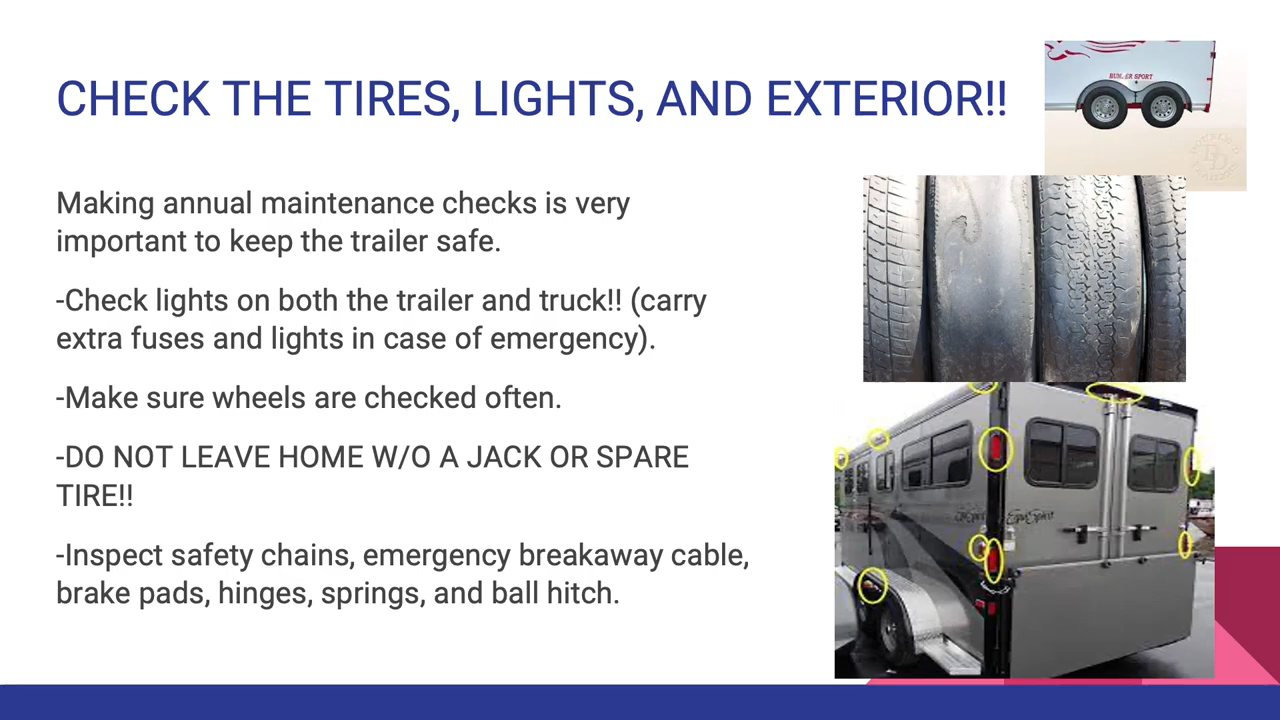 CHECK THE TIRES, LIGHTS, AND EXTERIOR!!
Making annual maintenance checks is very
important to keep the trailer safe.
-Check lights on both the trailer and truck!! (carry
extra fuses and lights in case of emergency).
-Make sure wheels are checked often.
-DO NOT LEAVE HOME W/O A JACK OR SPARE
TIRE!!
-Inspect safety chains, emergency breakaway cable,
brake pads, hinges, springs, and ball hitch.
SPORT